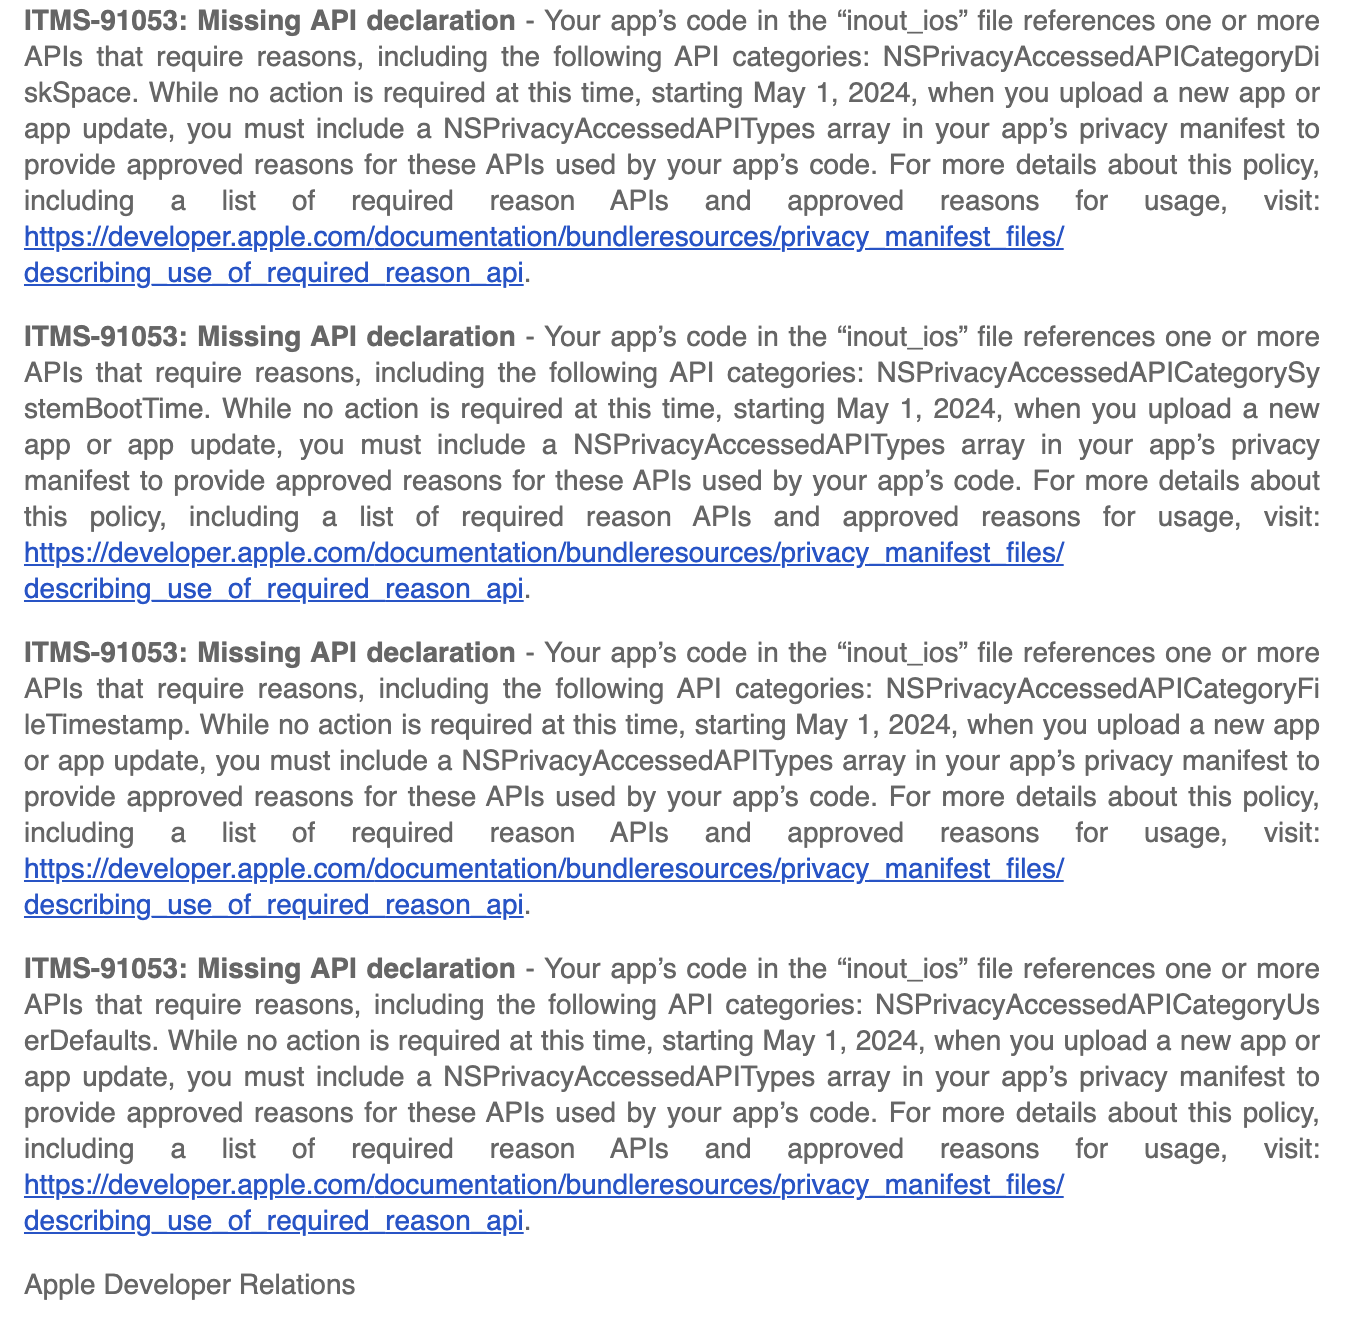 ITMS-91053: Missing API declaration - Your app’s code in the “inout_ios” file references one or more
APIs that require reasons, including the following API categories: NSPrivacyAccessedAPICategoryDi
skSpace. While no action is required at this time, starting May 1, 2024, when you upload a new app or
app update, you must include a NSPrivacyAccessedAPITypes array in your app’s privacy manifest to
provide approved reasons for these APIs used by your app’s code. For more details about this policy,
including a list of required reason APIs and approved reasons for usage, visit:
https://developer.apple.com/documentation/bundleresources/privacy_manifest_files/
describing_use_of_required_reason_api.
ITMS-91053: Missing API declaration - Your app’s code in the “inout_ios” file references one or more
APIs that require reasons, including the following API categories: NSPrivacyAccessedAPICategorySy
stemBootTime. While no action is required at this time, starting May 1, 2024, when you upload a new
app or app update, you must include a NSPrivacyAccessedAPITypes array in your app’s privacy
manifest to provide approved reasons for these APIs used by your app’s code. For more details about
this policy, including a list of required reason APIs and approved reasons for usage, visit:
https://developer.apple.com/documentation/bundleresources/privacy_manifest_files/
describing_use_of_required_reason_api.
ITMS-91053: Missing API declaration - Your app’s code in the “inout_ios” file references one or more
APIs that require reasons, including the following API categories: NSPrivacyAccessedAPICategoryFi
leTimestamp. While no action is required at this time, starting May 1, 2024, when you upload a new app
or app update, you must include a NSPrivacyAccessedAPITypes array in your app’s privacy manifest to
provide approved reasons for these APIs used by your app’s code. For more details about this policy,
including a list of required reason APIs and approved reasons for usage, visit:
https://developer.apple.com/documentation/bundleresources/privacy_manifest_files/
describing_use_of_required_reason_api.
ITMS-91053: Missing API declaration - Your app’s code in the “inout_ios” file references one or more
APIs that require reasons, including the following API categories: NSPrivacyAccessedAPICategoryUs
erDefaults. While no action is required at this time, starting May 1, 2024, when you upload a new app or
app update, you must include a NSPrivacyAccessedAPITypes array in your app’s privacy manifest to
provide approved reasons for these APIs used by your app’s code. For more details about this policy,
including a list of required reason APIs and approved reasons for usage, visit:
https://developer.apple.com/documentation/bundleresources/privacy_manifest_files/
describing_use_of_required_reason_api.
Apple Developer Relations